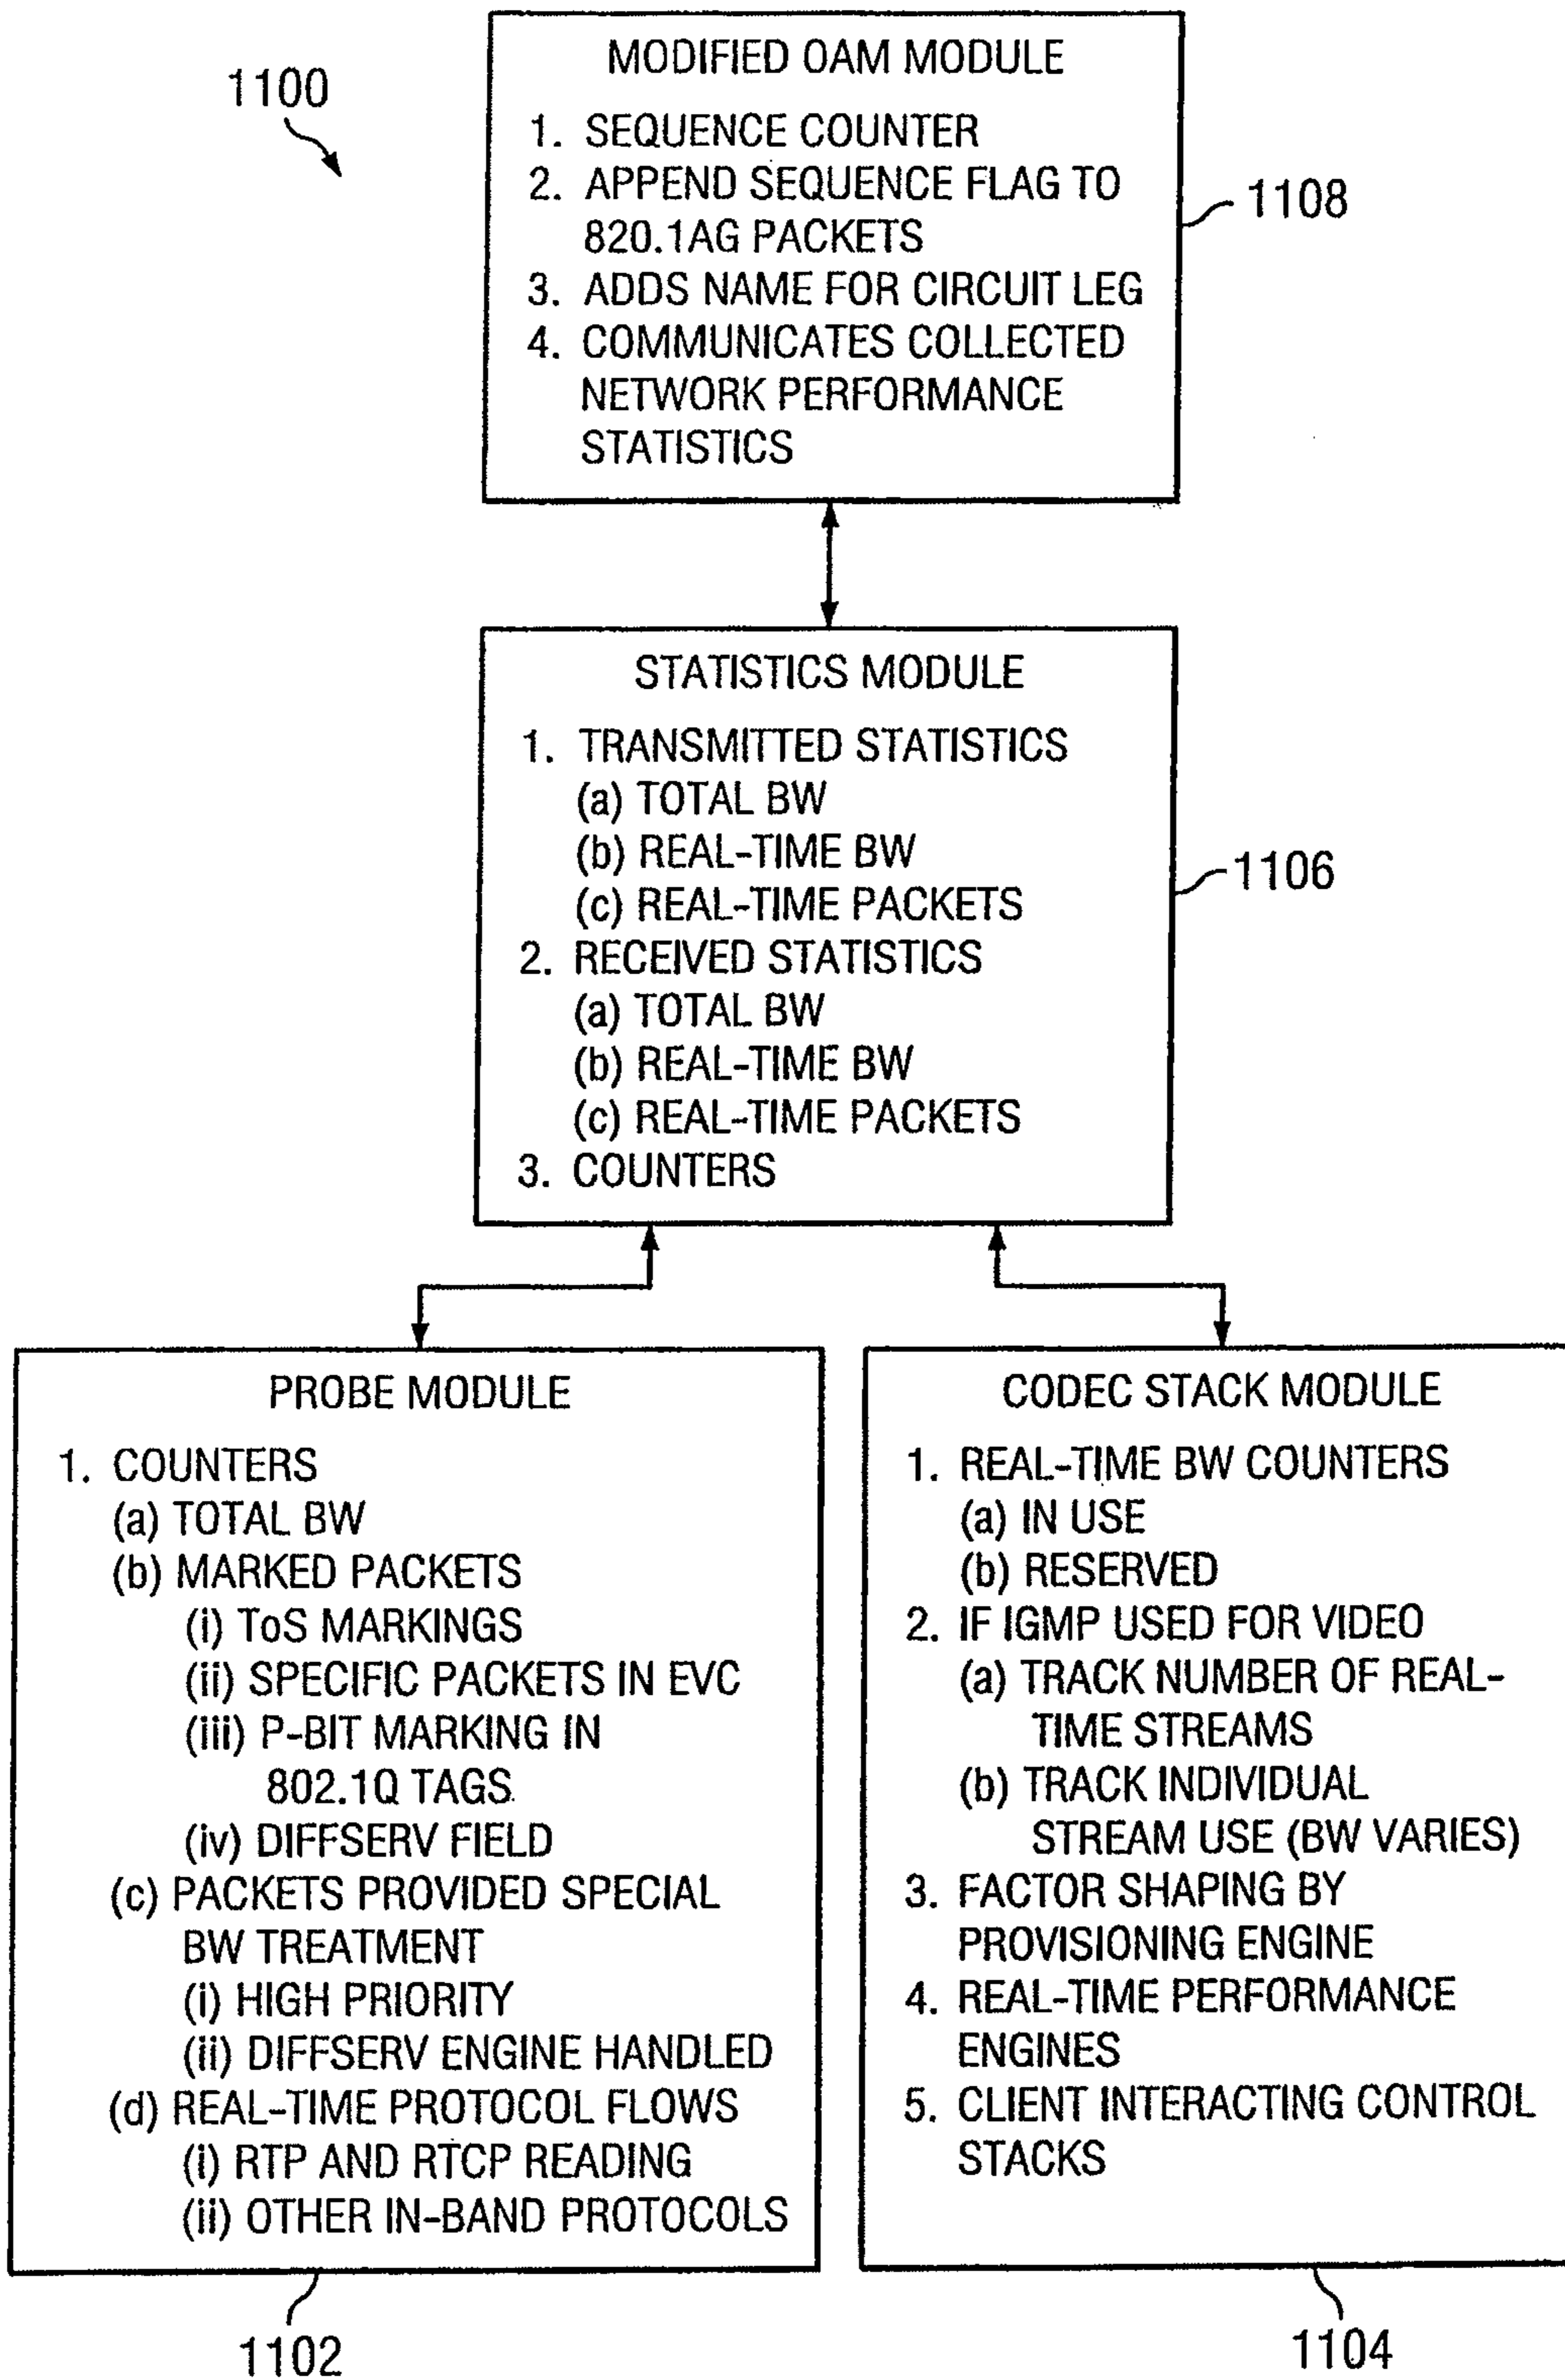 1100
MODIFIED OAM MODULE
1. SEQUENCE COUNTER
2. APPEND SEQUENCE FLAG TO
820.1AG PACKETS
3. ADDS NAME FOR CIRCUIT LEG
4. COMMUNICATES COLLECTED
NETWORK PERFORMANCE
STATISTICS
1108
STATISTICS MODULE
1. TRANSMITTED STATISTICS
(a) TOTAL BW
(b) REAL-TIME BW
(c) REAL-TIME PACKETS
2. RECEIVED STATISTICS
(a) TOTAL BW
(b) REAL-TIME BW
(c) REAL-TIME PACKETS
3. COUNTERS
1106
PROBE MODULE
1. COUNTERS
(a) TOTAL BW
(b) MARKED PACKETS
(i) ToS MARKINGS
(ii) SPECIFIC PACKETS IN EVC
(iii) P-BIT MARKING IN
802.1Q TAGS
(iv) DIFFSERV FIELD
(c) PACKETS PROVIDED SPECIAL
BW TREATMENT
(i) HIGH PRIORITY
(ii) DIFFSERV ENGINE HANDLED
(d) REAL-TIME PROTOCOL FLOWS
(i) RTP AND RTCP READING
(ii) OTHER IN-BAND PROTOCOLS
1102
CODEC STACK MODULE
1. REAL-TIME BW COUNTERS
(a) IN USE
(b) RESERVED
2. IF IGMP USED FOR VIDEO
(a) TRACK NUMBER OF REAL-
TIME STREAMS
(b) TRACK INDIVIDUAL
STREAM USE (BW VARIES)
3. FACTOR SHAPING BY
PROVISIONING ENGINE
4. REAL-TIME PERFORMANCE
ENGINES
5. CLIENT INTERACTING CONTROL
STACKS
1104